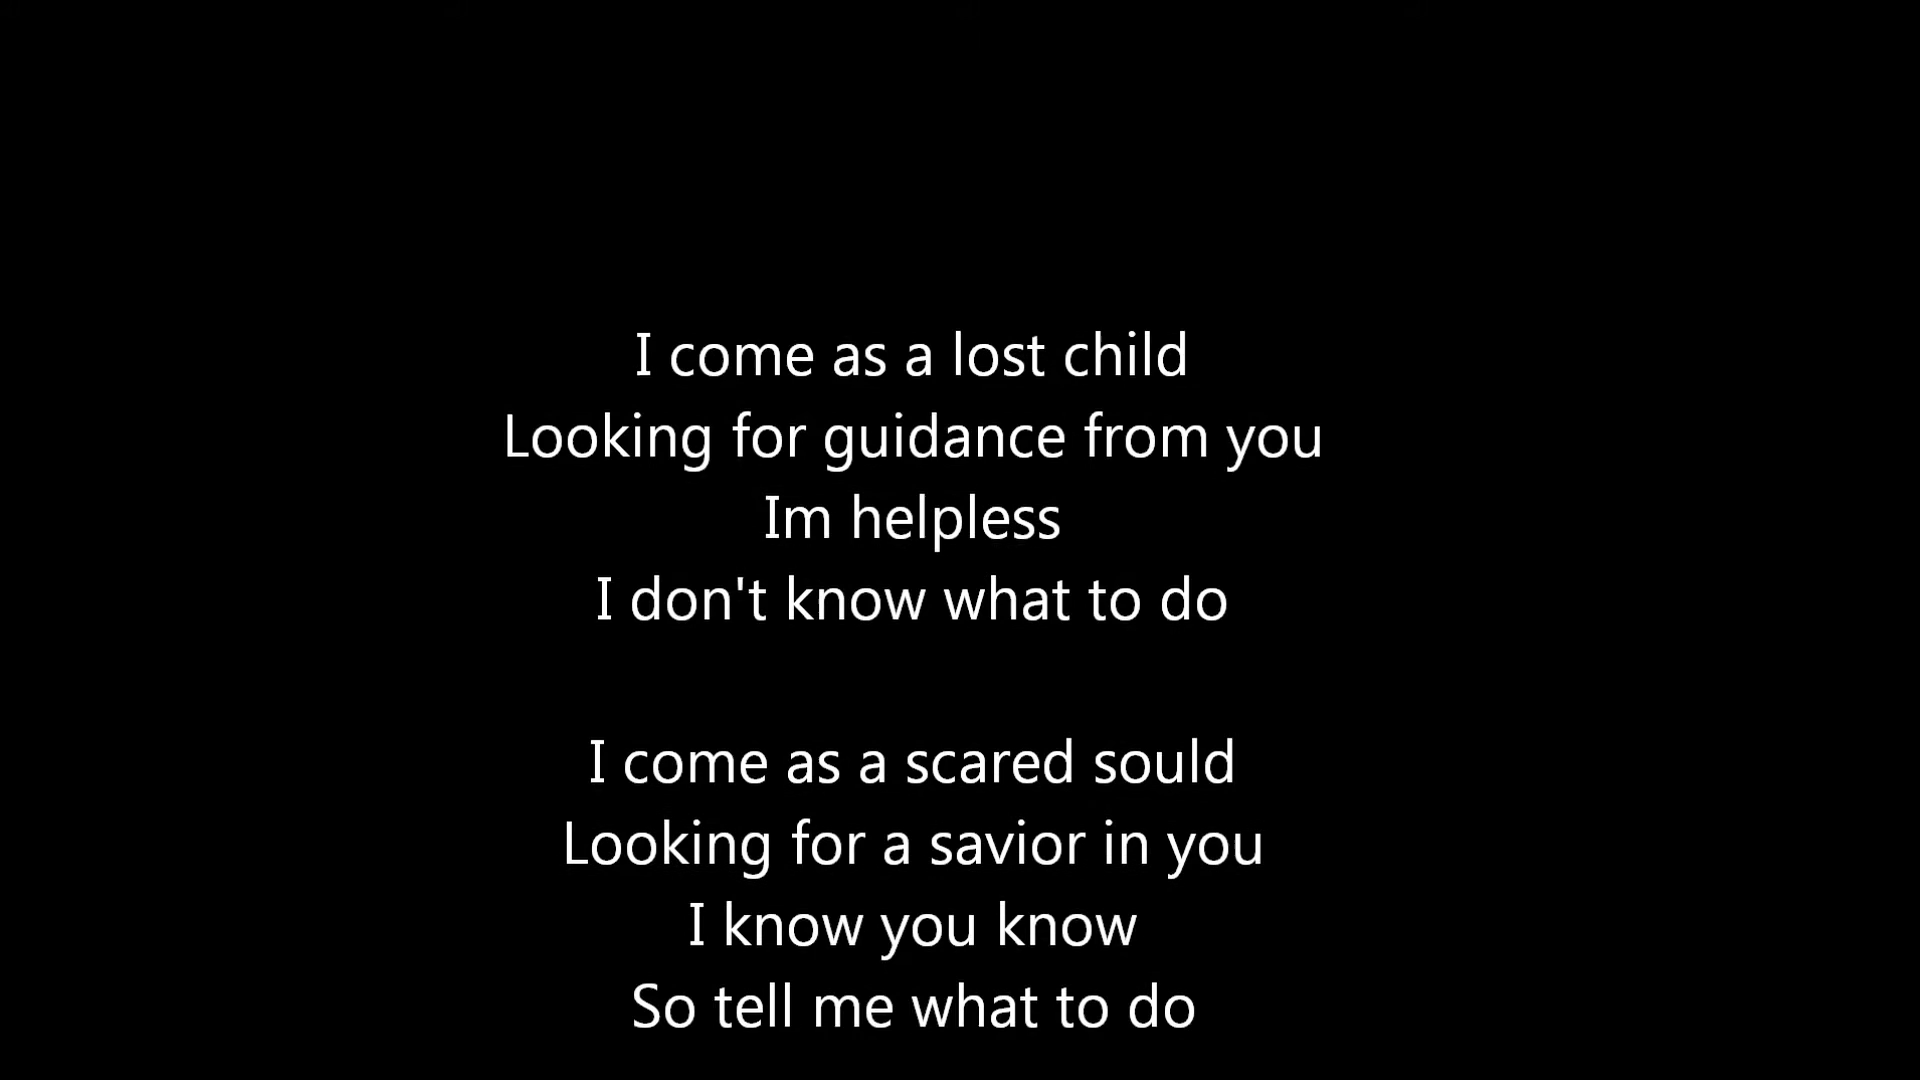 I come as a lost child
Looking for guidance from you
Im helpless
I don't know what to do
I come as a scared sould
Looking for a savior in you
I know you know
So tell me what to do